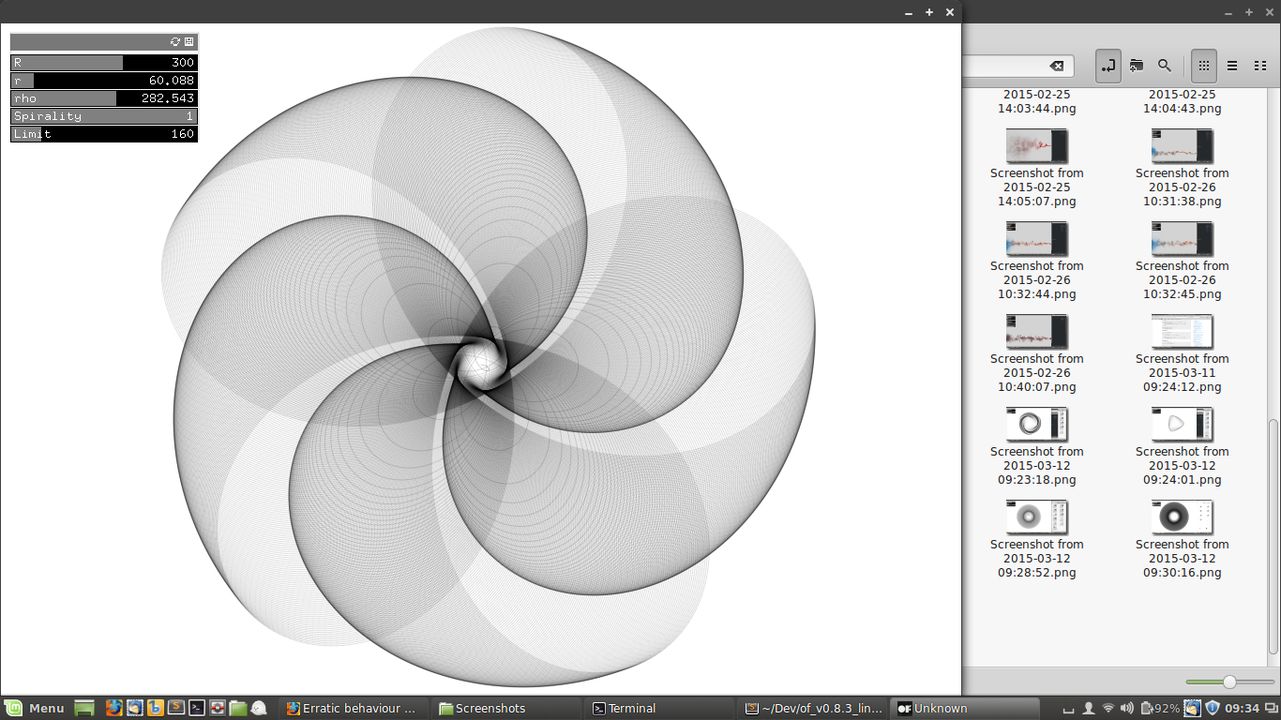 R 300
r 60.088
rho 282.543
Spirality 1
Limit 160
2015-02-25
14:03:44.png
2015-02-25
14:04:43.png
Screenshot from
2015-02-25
14:05:07.png
Screenshot from
2015-02-26
10:31:38.png
Screenshot from
2015-02-26
10:32:44.png
Screenshot from
2015-02-26
10:32:45.png
Screenshot from
2015-02-26
10:40:07.png
Screenshot from
2015-03-11
09:24:12.png
Screenshot from
2015-03-12
09:23:18.png
Screenshot from
2015-03-12
09:24:01.png
Screenshot from
2015-03-12
09:28:52.png
Screenshot from
2015-03-12
09:30:16.png
Menu Erratic behaviour ... Screenshots Terminal ~/Dev/of_v0.8.3_lin... OF Unknown 92% 09:34